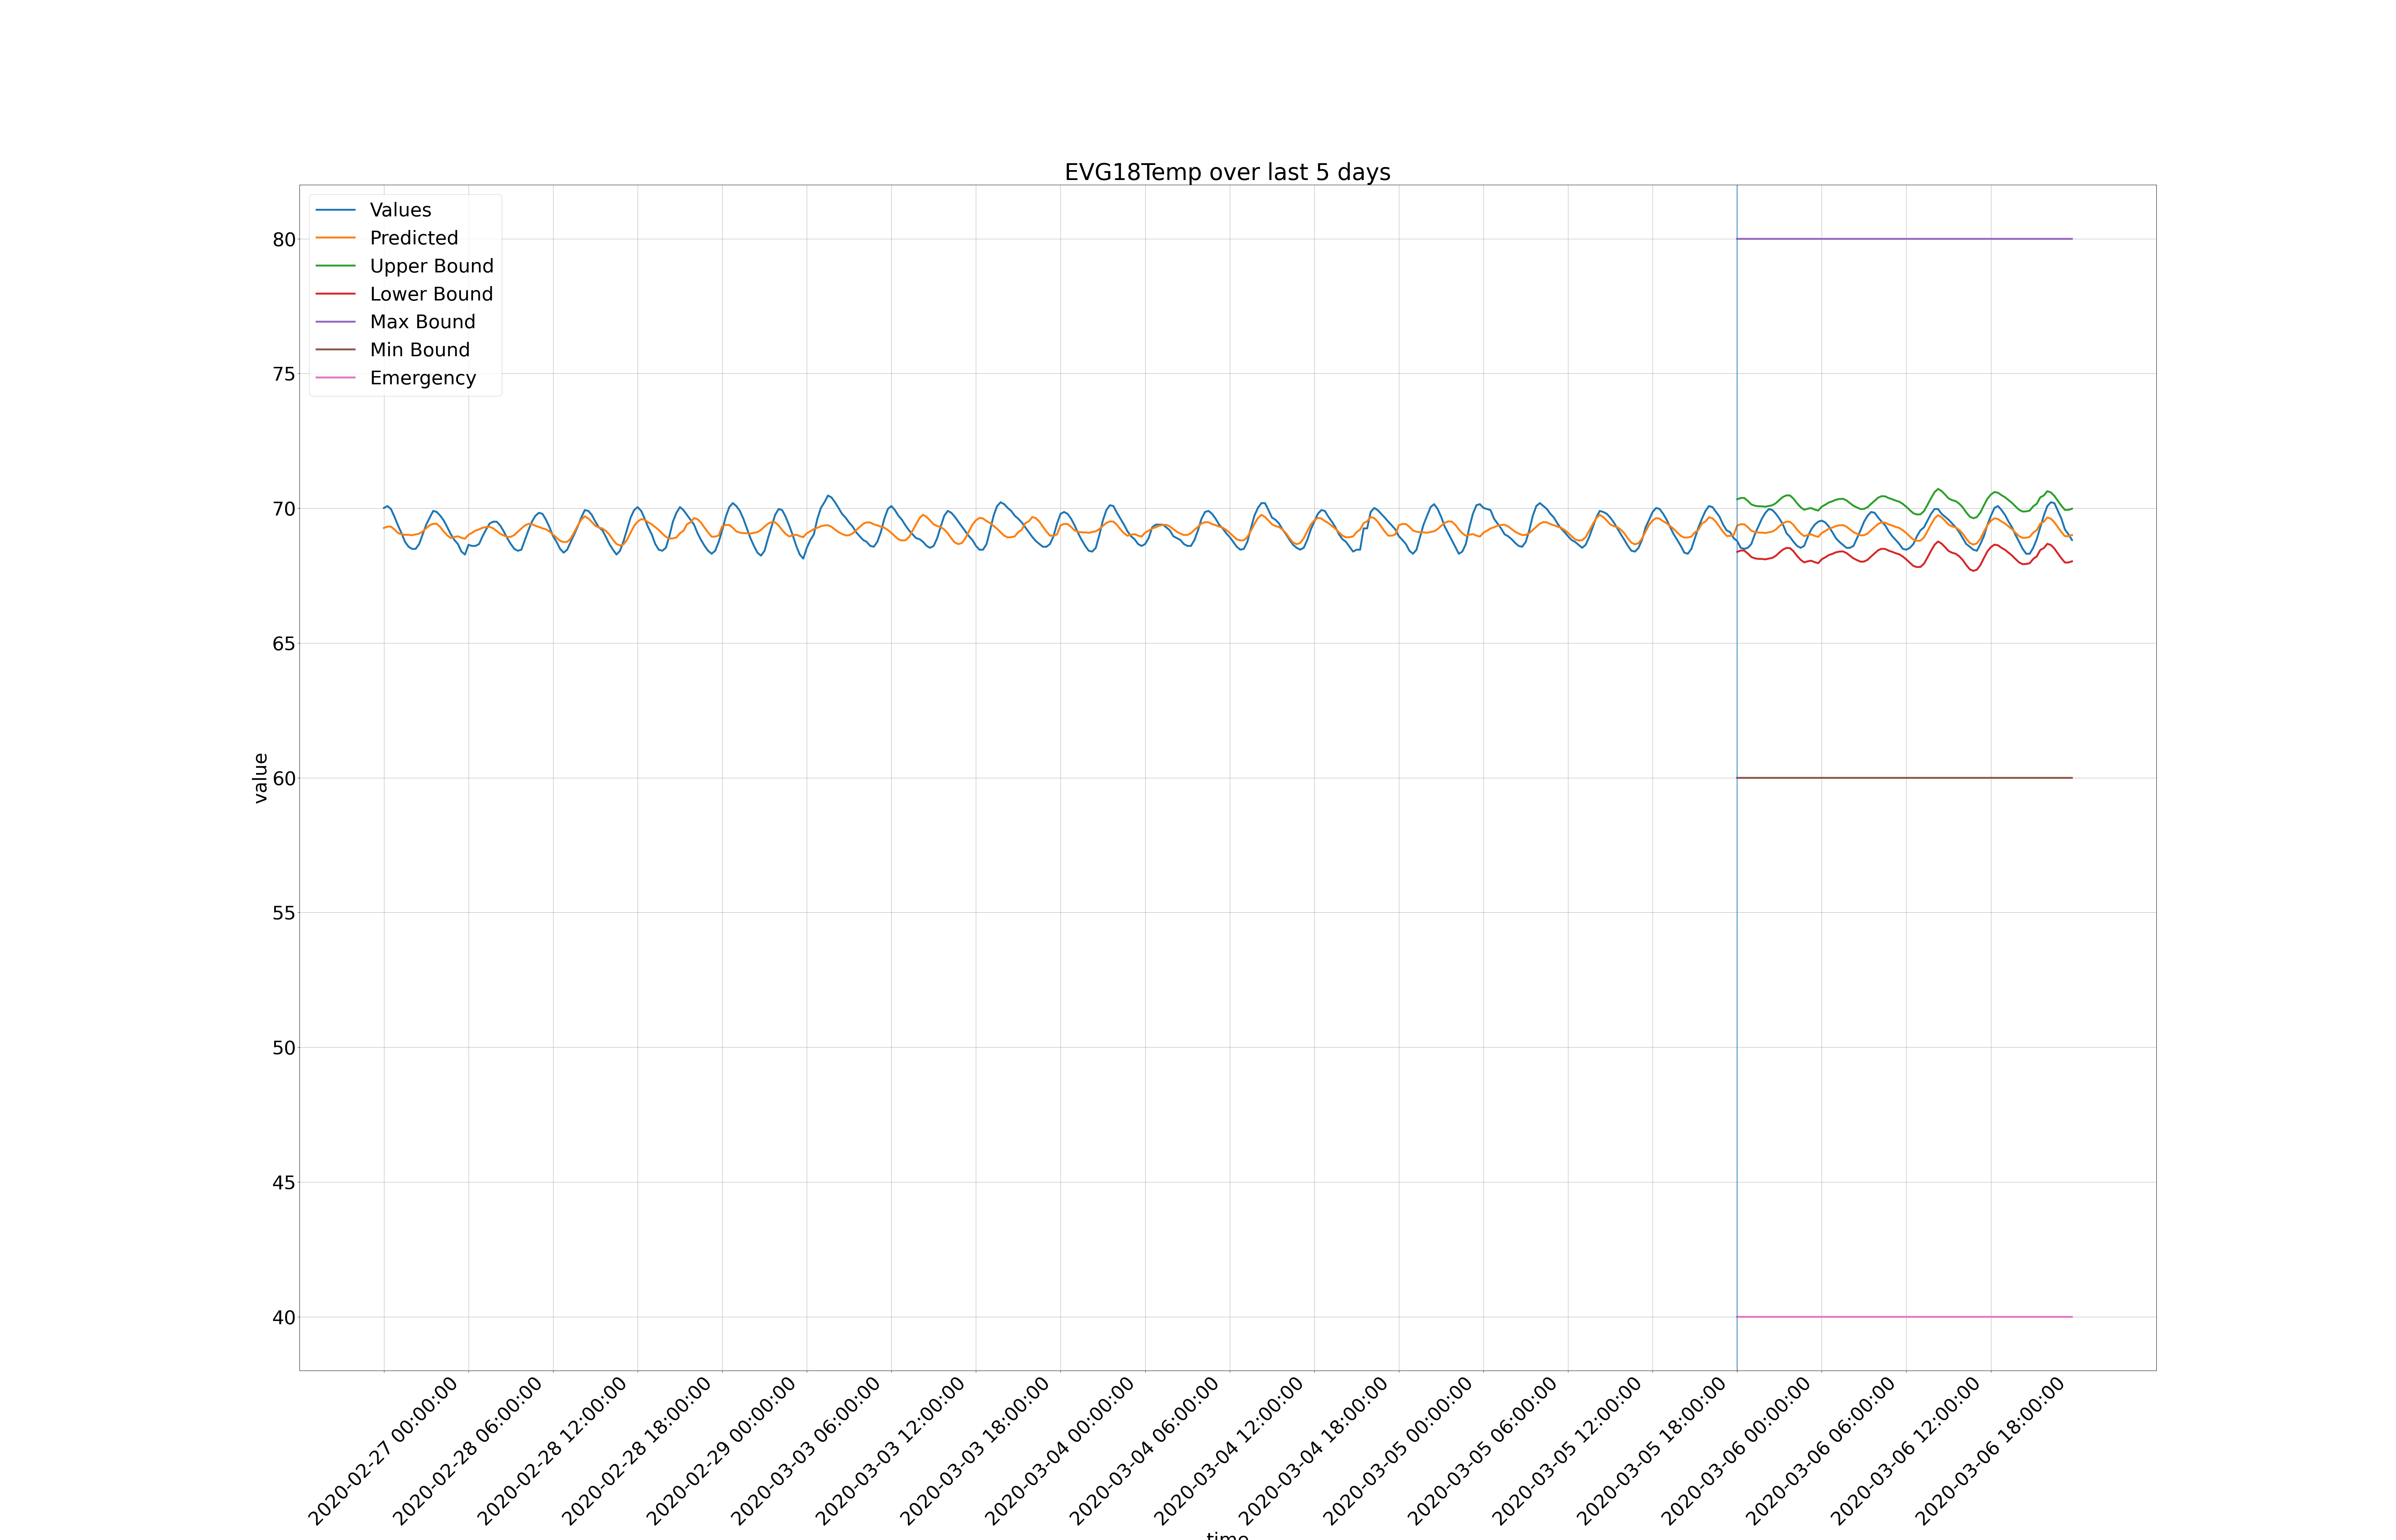 EVG18Temp over last 5 days
Values
Predicted
Upper Bound
Lower Bound
Max Bound
Min Bound
Emergency
80
75
70
65
60
55
50
45
40
value
2020-02-27 00:00:00
2020-02-28 06:00:00
2020-02-28 12:00:00
2020-02-28 18:00:00
2020-02-29 00:00:00
2020-03-03 06:00:00
2020-03-03 12:00:00
2020-03-03 18:00:00
2020-03-04 00:00:00
2020-03-04 06:00:00
2020-03-04 12:00:00
2020-03-04 18:00:00
2020-03-05 00:00:00
2020-03-05 06:00:00
2020-03-05 12:00:00
2020-03-05 18:00:00
2020-03-06 00:00:00
2020-03-06 06:00:00
2020-03-06 12:00:00
2020-03-06 18:00:00
time